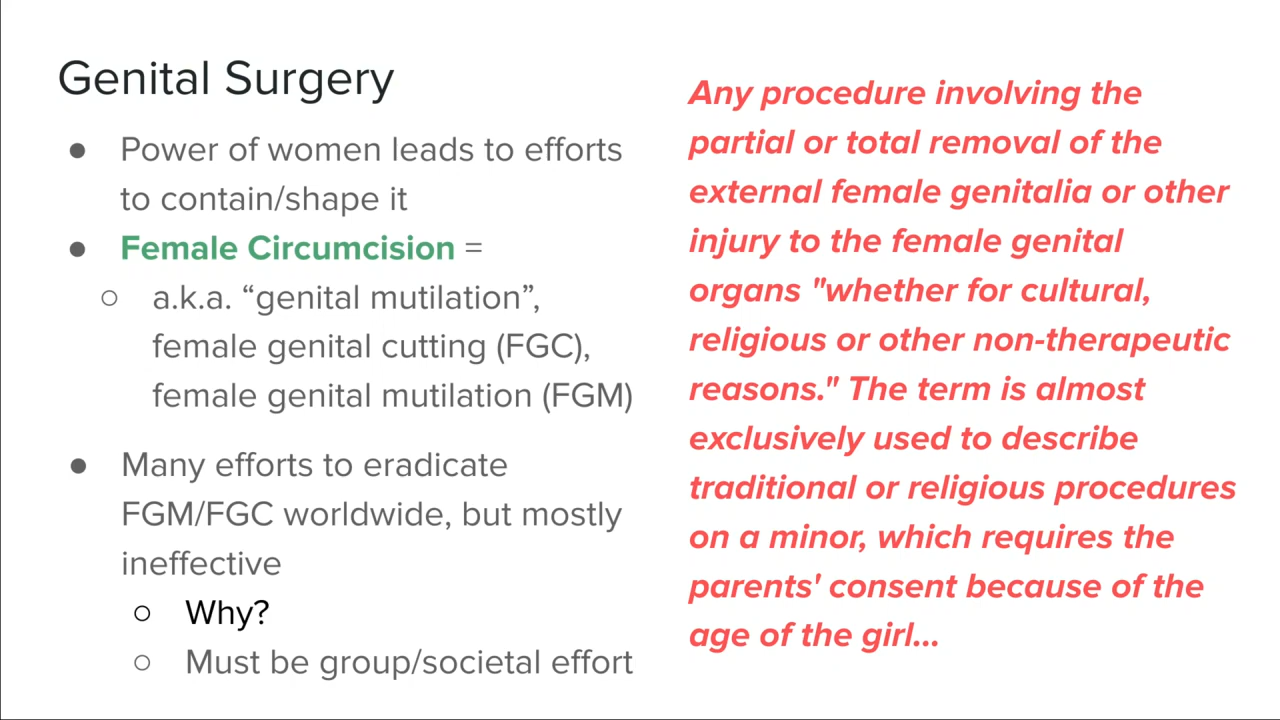 Genital Surgery
● Power of women leads to efforts
to contain/shape it
● Female Circumcision =
○ a.k.a. “genital mutilation”,
female genital cutting (FGC),
female genital mutilation (FGM)
● Many efforts to eradicate
FGM/FGC worldwide, but mostly
ineffective
○ Why?
○ Must be group/societal effort
Any procedure involving the
partial or total removal of the
external female genitalia or other
injury to the female genital
organs "whether for cultural,
religious or other non-therapeutic
reasons." The term is almost
exclusively used to describe
traditional or religious procedures
on a minor, which requires the
parents' consent because of the
age of the girl...